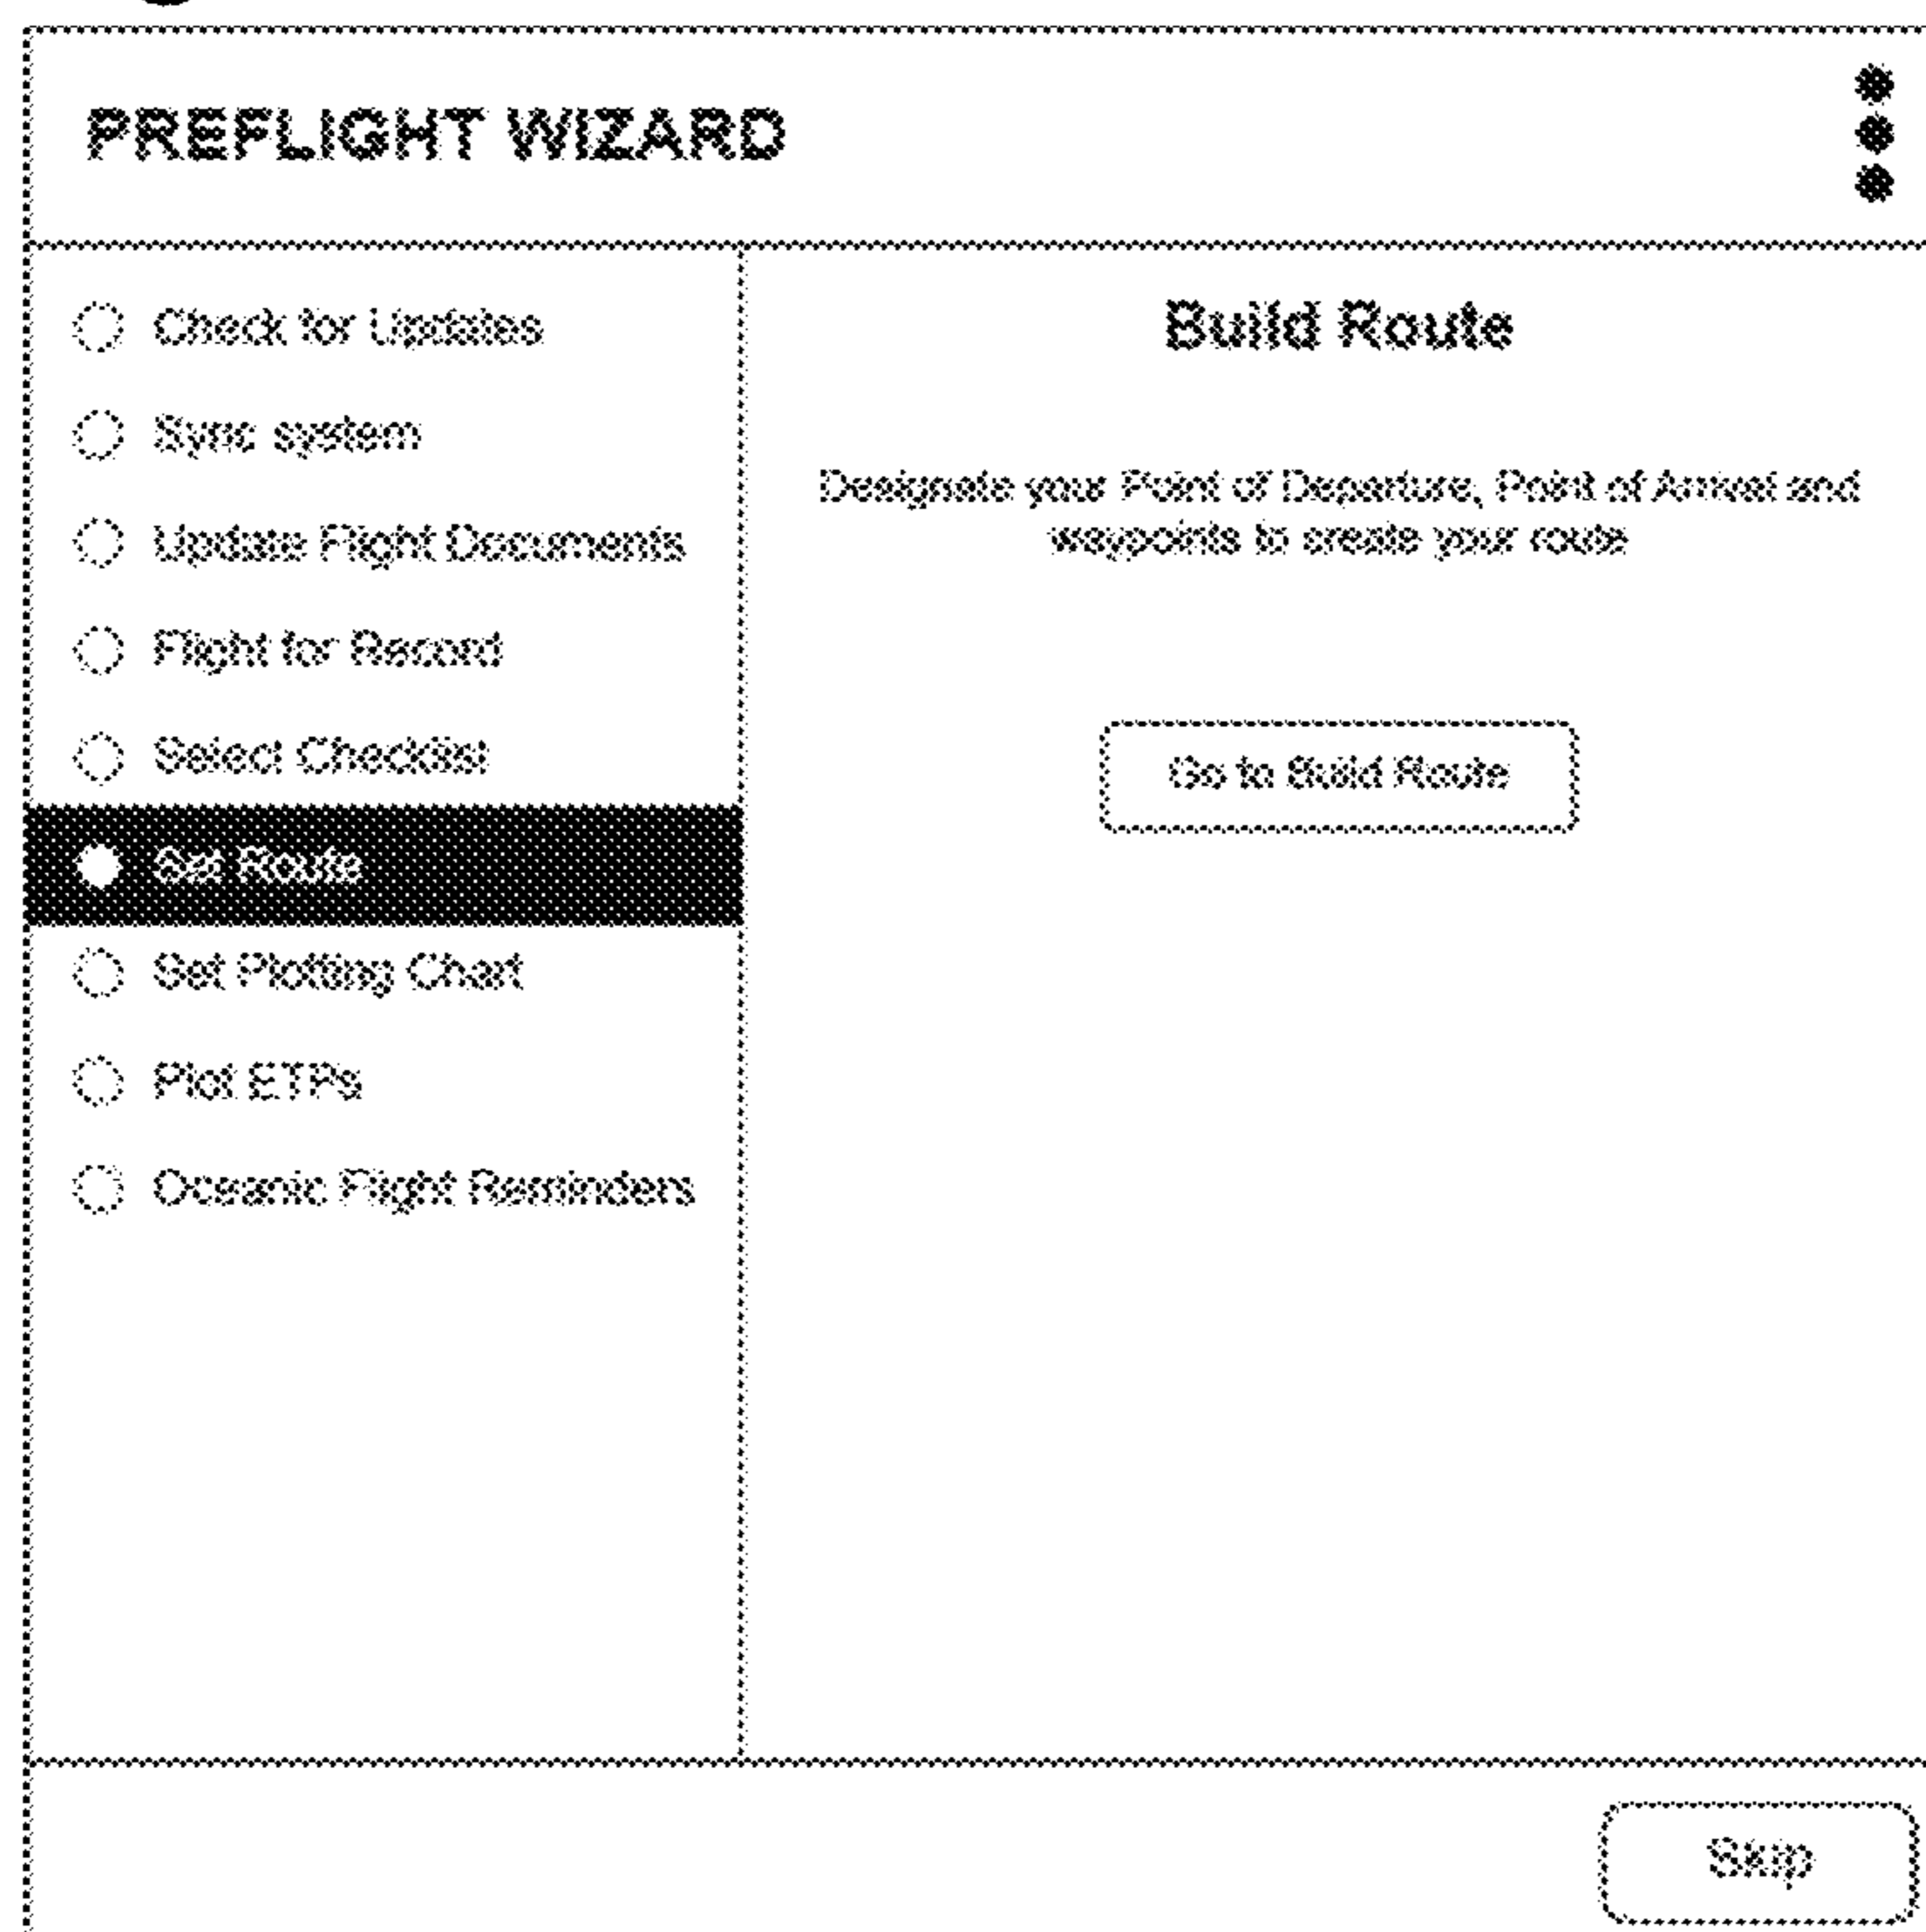 PREFLIGHT WIZARD
Check for Updates
Sync system
Update Flight Documents
Flight for Record
Select Checklist
Set Route
Set Plotting Chart
Plot ETPs
Oceanic Flight Reminders
Build Route
Designate your Point of Departure, Point of Arrival and
waypoints to create your route
Go to Build Route
Skip